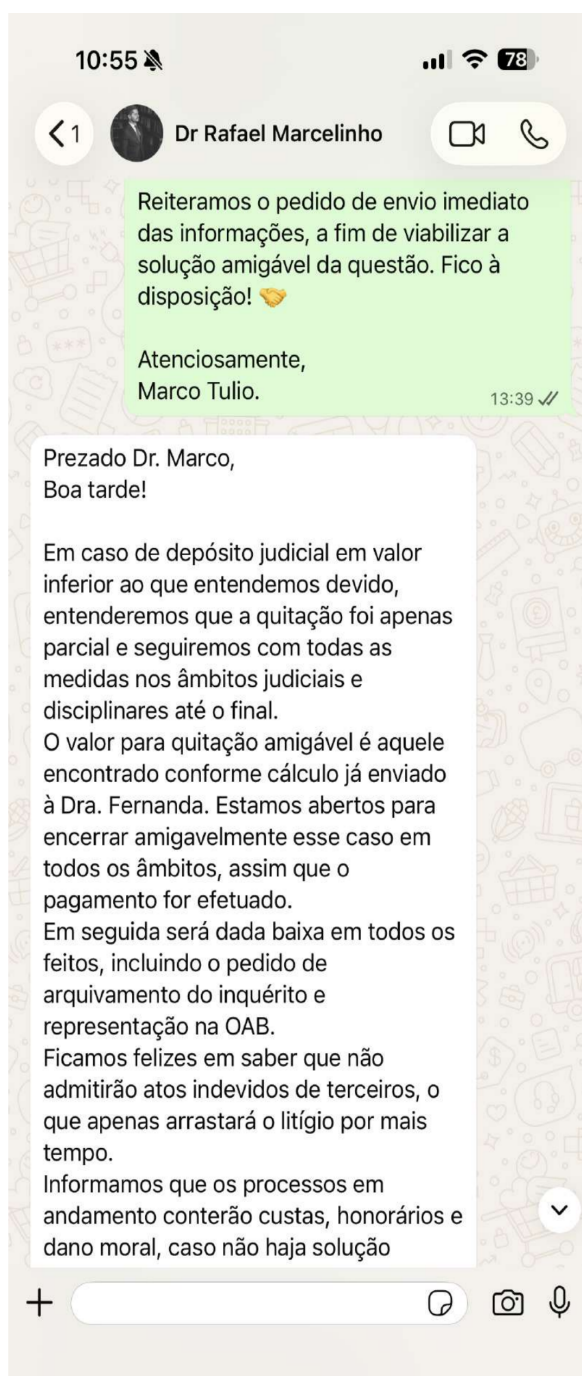 10:55
78
1
Dr Rafael Marcelinho
Reiteramos o pedido de envio imediato
das informações, a fim de viabilizar a
solução amigável da questão. Fico à
disposição! 🤝
Atenciosamente,
Marco Tulio.
13:39
Prezado Dr. Marco,
Boa tarde!
Em caso de depósito judicial em valor
inferior ao que entendemos devido,
entenderemos que a quitação foi apenas
parcial e seguiremos com todas as
medidas nos âmbitos judiciais e
disciplinares até o final.
O valor para quitação amigável é aquele
encontrado conforme cálculo já enviado
à Dra. Fernanda. Estamos abertos para
encerrar amigavelmente esse caso em
todos os âmbitos, assim que o
pagamento for efetuado.
Em seguida será dada baixa em todos os
feitos, incluindo o pedido de
arquivamento do inquérito e
representação na OAB.
Ficamos felizes em saber que não
admitirão atos indevidos de terceiros, o
que apenas arrastará o litígio por mais
tempo.
Informamos que os processos em
andamento conterão custas, honorários e
dano moral, caso não haja solução